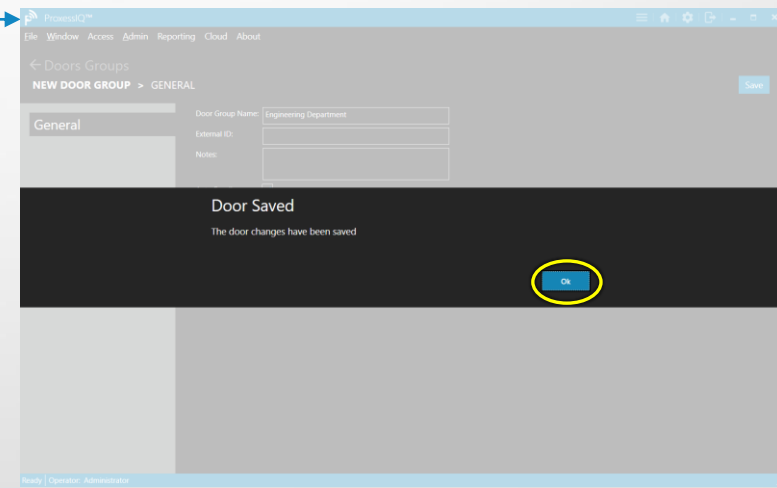 ProxessIQ™
File Window Access Admin Reporting Cloud About
Doors Groups
NEW DOOR GROUP > GENERAL
Save
General
Door Group Name: Engineering Department
External ID:
Notes:
Door Saved
The door changes have been saved
Ok
Ready | Operator: Administrator